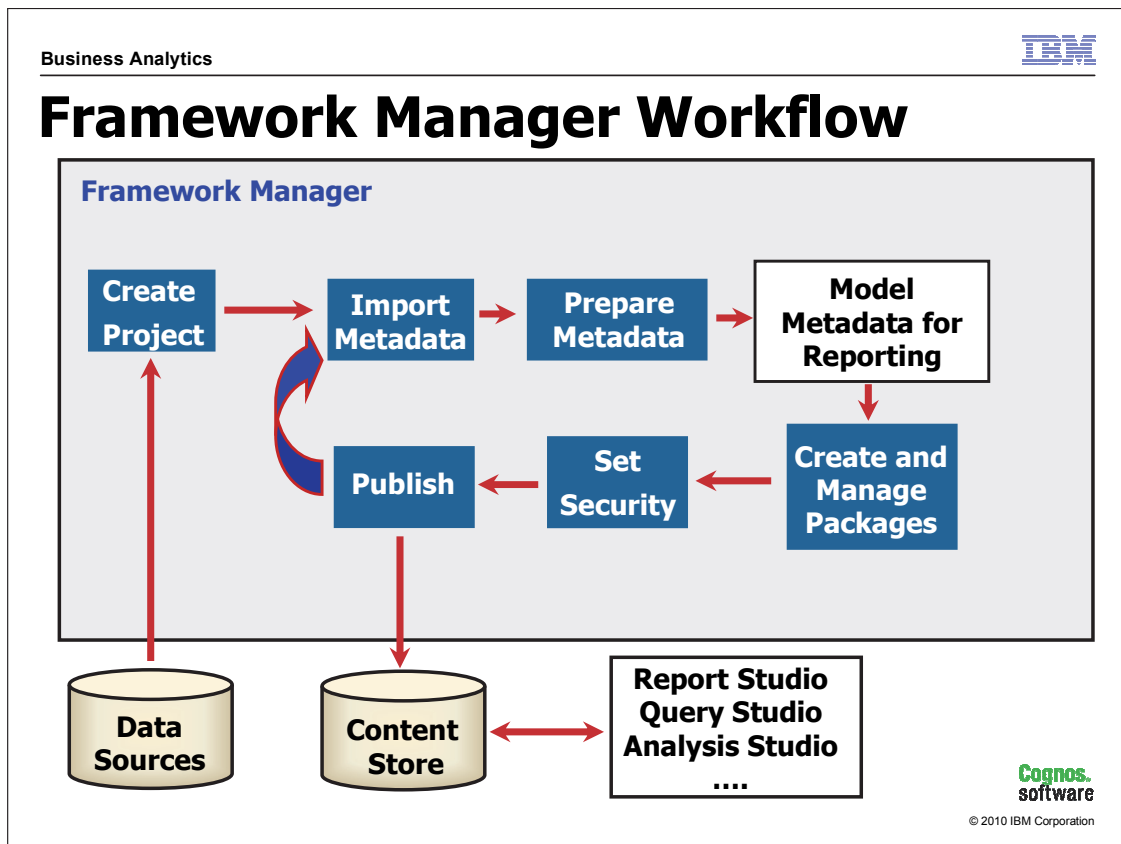 Business Analytics
IBM
Framework Manager Workflow
Framework Manager
Create
Project
Import
Metadata
Prepare
Metadata
Model
Metadata for
Reporting
Publish
Set
Security
Create and
Manage
Packages
Data
Sources
Content
Store
Report Studio
Query Studio
Analysis Studio
....
Cognos.
software
© 2010 IBM Corporation